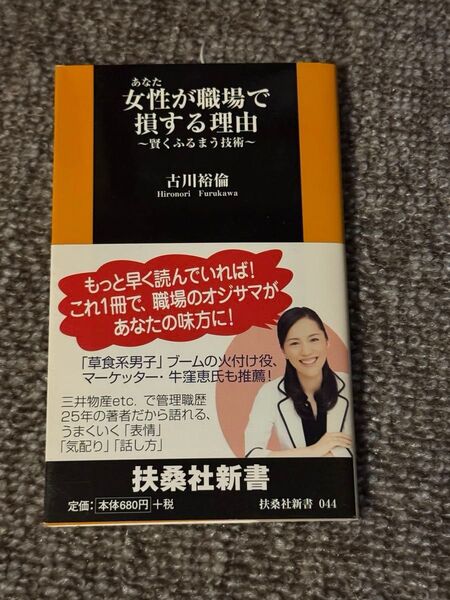 あなた
女性が職場で
損する理由
~賢くふるまう技術~
古川裕倫
Hironori Furukawa
もっと早く読んでいれば!
これ1冊で、職場のオジサマが
あなたの味方に!
「草食系男子」ブームの火付け役、
マーケッター・牛窪恵氏も推薦!
三井物産etc. で管理職歴
25年の著者だから語れる、
うまくいく「表情」
「気配り」「話し方」
扶桑社新書
定価:本体680円+税
扶桑社新書 044